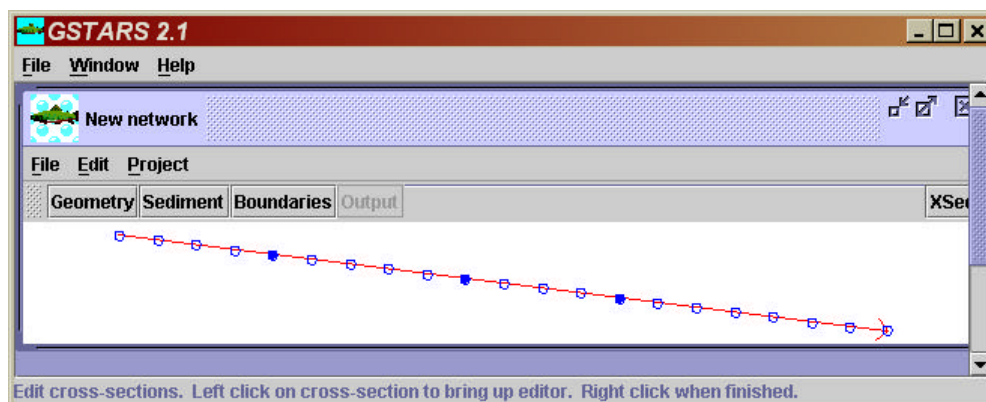 GSTARS 2.1
File Window Help
New network
File Edit Project
Geometry Sediment Boundaries Output XSec
Edit cross-sections. Left click on cross-section to bring up editor. Right click when finished.